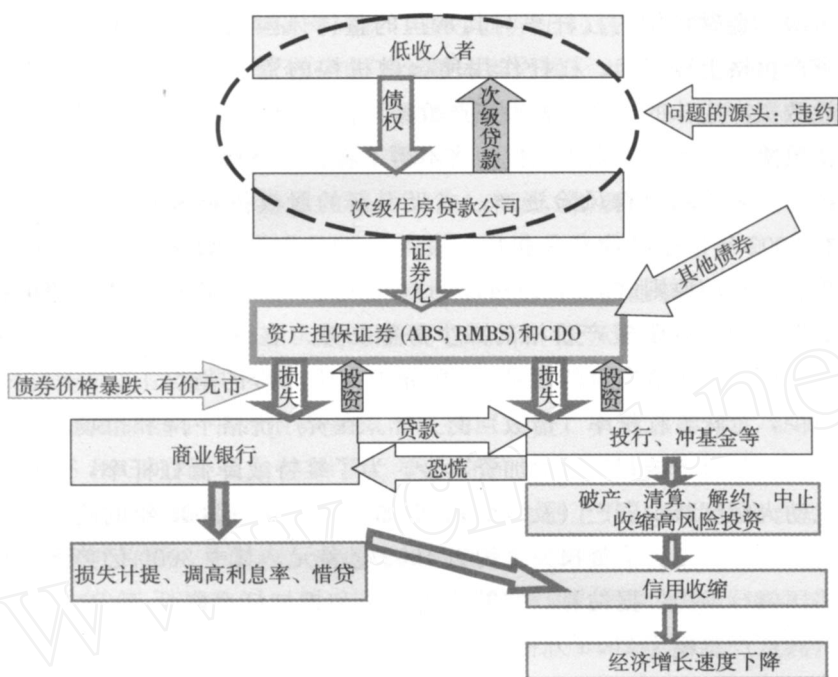 低收入者
债权
次级贷款
问题的源头：违约
次级住房贷款公司
证券化
其他债券
资产担保证券(ABS, RMBS)和CDO
债券价格暴跌、有价无市
损失
投资
损失
投资
商业银行
贷款
恐慌
投行、冲基金等
破产、清算、解约、中止
收缩高风险投资
损失计提、调高利息率、惜贷
信用收缩
经济增长速度下降
www.cnki.ne